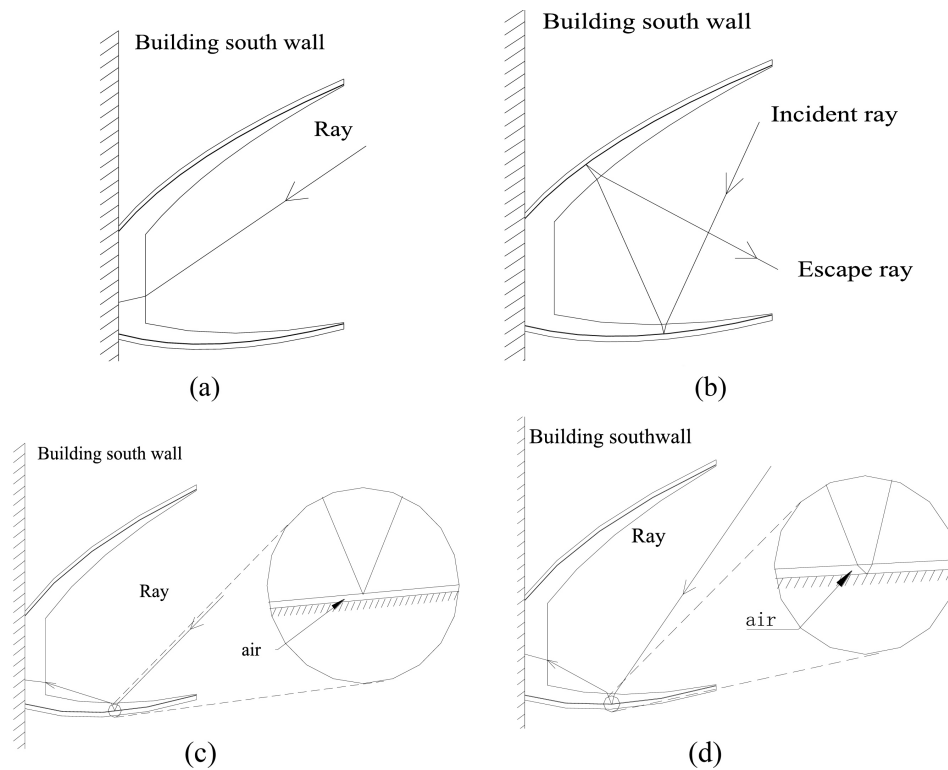 Building south wall
Ray
(a)
Building south wall
Incident ray
Escape ray
(b)
Building south wall
Ray
air
(c)
Building southwall
Ray
air
(d)